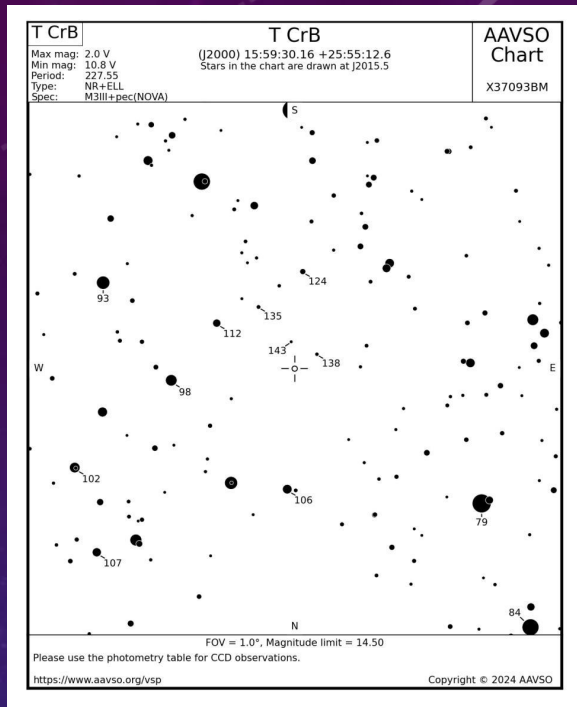 T CrB
Max mag: 2.0 V
Min mag: 10.8 V
Period: 227.55
Type: NR+ELL
Spec: M3III+pec(NOVA)
T CrB
(J2000) 15:59:30.16 +25:55:12.6
Stars in the chart are drawn at J2015.5
AAVSO
Chart
X37093BM
S
124
93
135
112
143
138
W
E
98
102
106
79
107
84
N
FOV = 1.0°, Magnitude limit = 14.50
Please use the photometry table for CCD observations.
https://www.aavso.org/vsp
Copyright © 2024 AAVSO